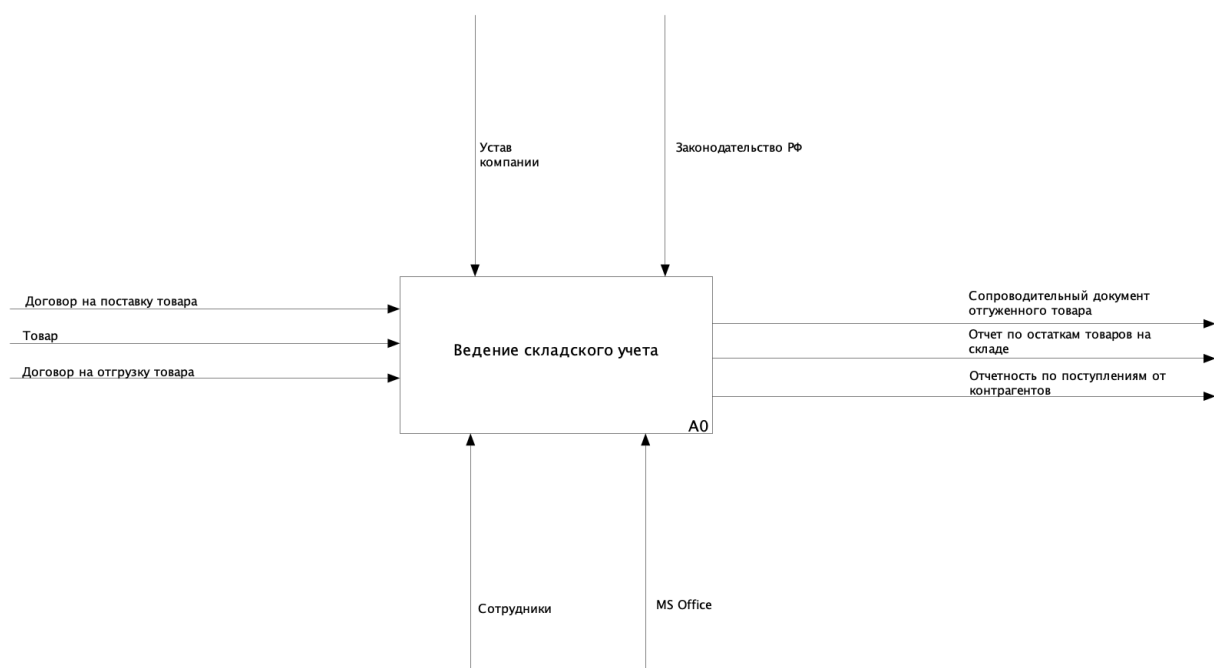 Устав
компании
Законодательство РФ
Договор на поставку товара
Товар
Договор на отгрузку товара
Ведение складского учета
A0
Сопроводительный документ
отгуженного товара
Отчет по остаткам товаров на
складе
Отчетность по поступлениям от
контрагентов
Сотрудники
MS Office